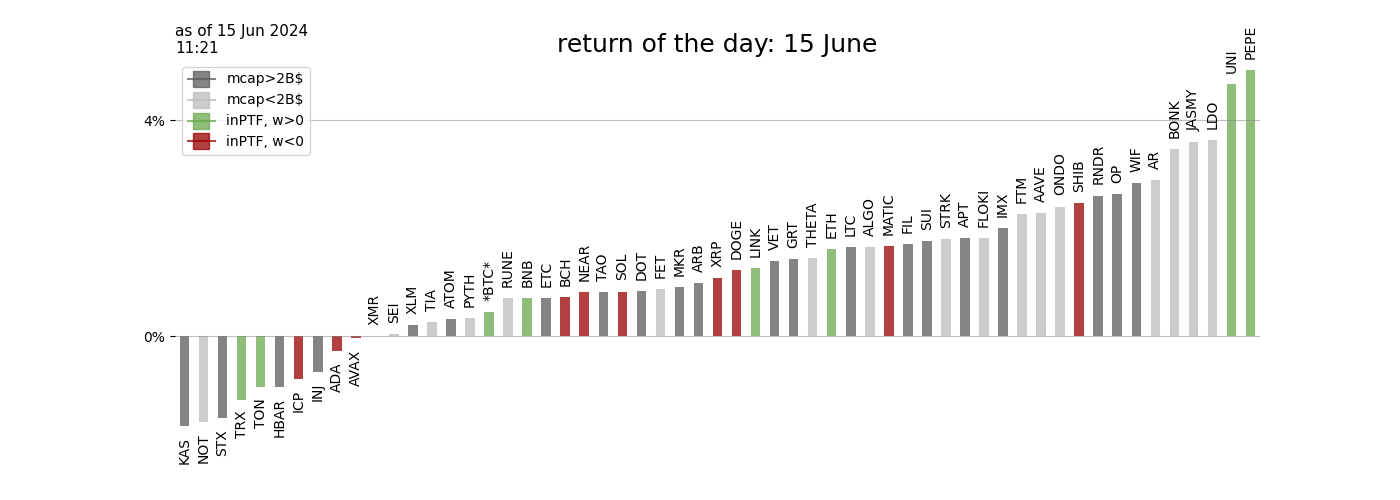 as of 15 Jun 2024
11:21
return of the day: 15 June
mcap>2B$
mcap<2B$
inPTF, w>0
inPTF, w<0
4%
0%
KAS
NOT
STX
TRX
TON
HBAR
ICP
INJ
ADA
AVAX
XMR
SEI
XLM
TIA
ATOM
PYTH
*BTC*
RUNE
BNB
ETC
BCH
NEAR
TAO
SOL
DOT
FET
MKR
ARB
XRP
DOGE
LINK
VET
GRT
THETA
ETH
LTC
ALGO
MATIC
FIL
SUI
STRK
APT
FLOKI
IMX
FTM
AAVE
ONDO
SHIB
RNDR
OP
WIF
AR
BONK
JASMY
LDO
UNI
PEPE